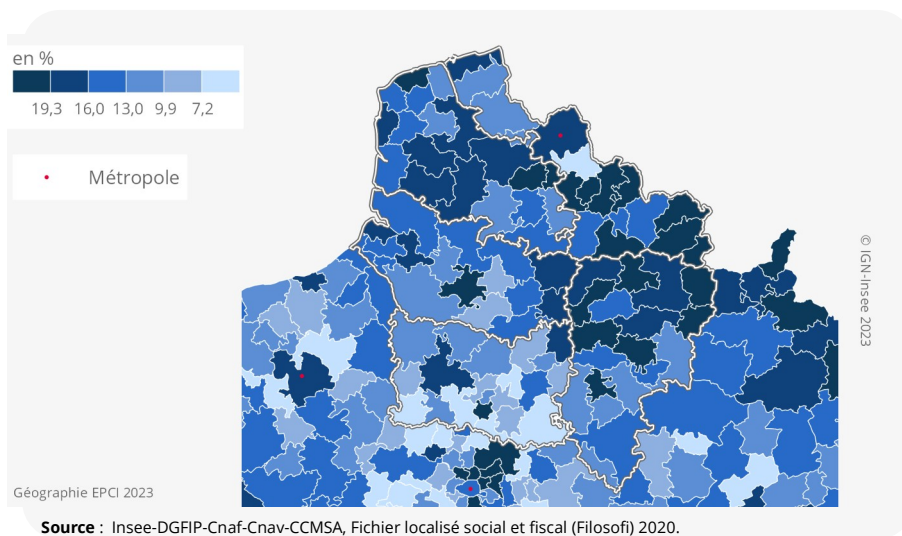 en %
19,3 16,0 13,0 9,9 7,2
Métropole
© IGN-Insee 2023
Géographie EPCI 2023
Source : Insee-DGFIP-Cnaf-Cnav-CCMSA, Fichier localisé social et fiscal (Filosofi) 2020.